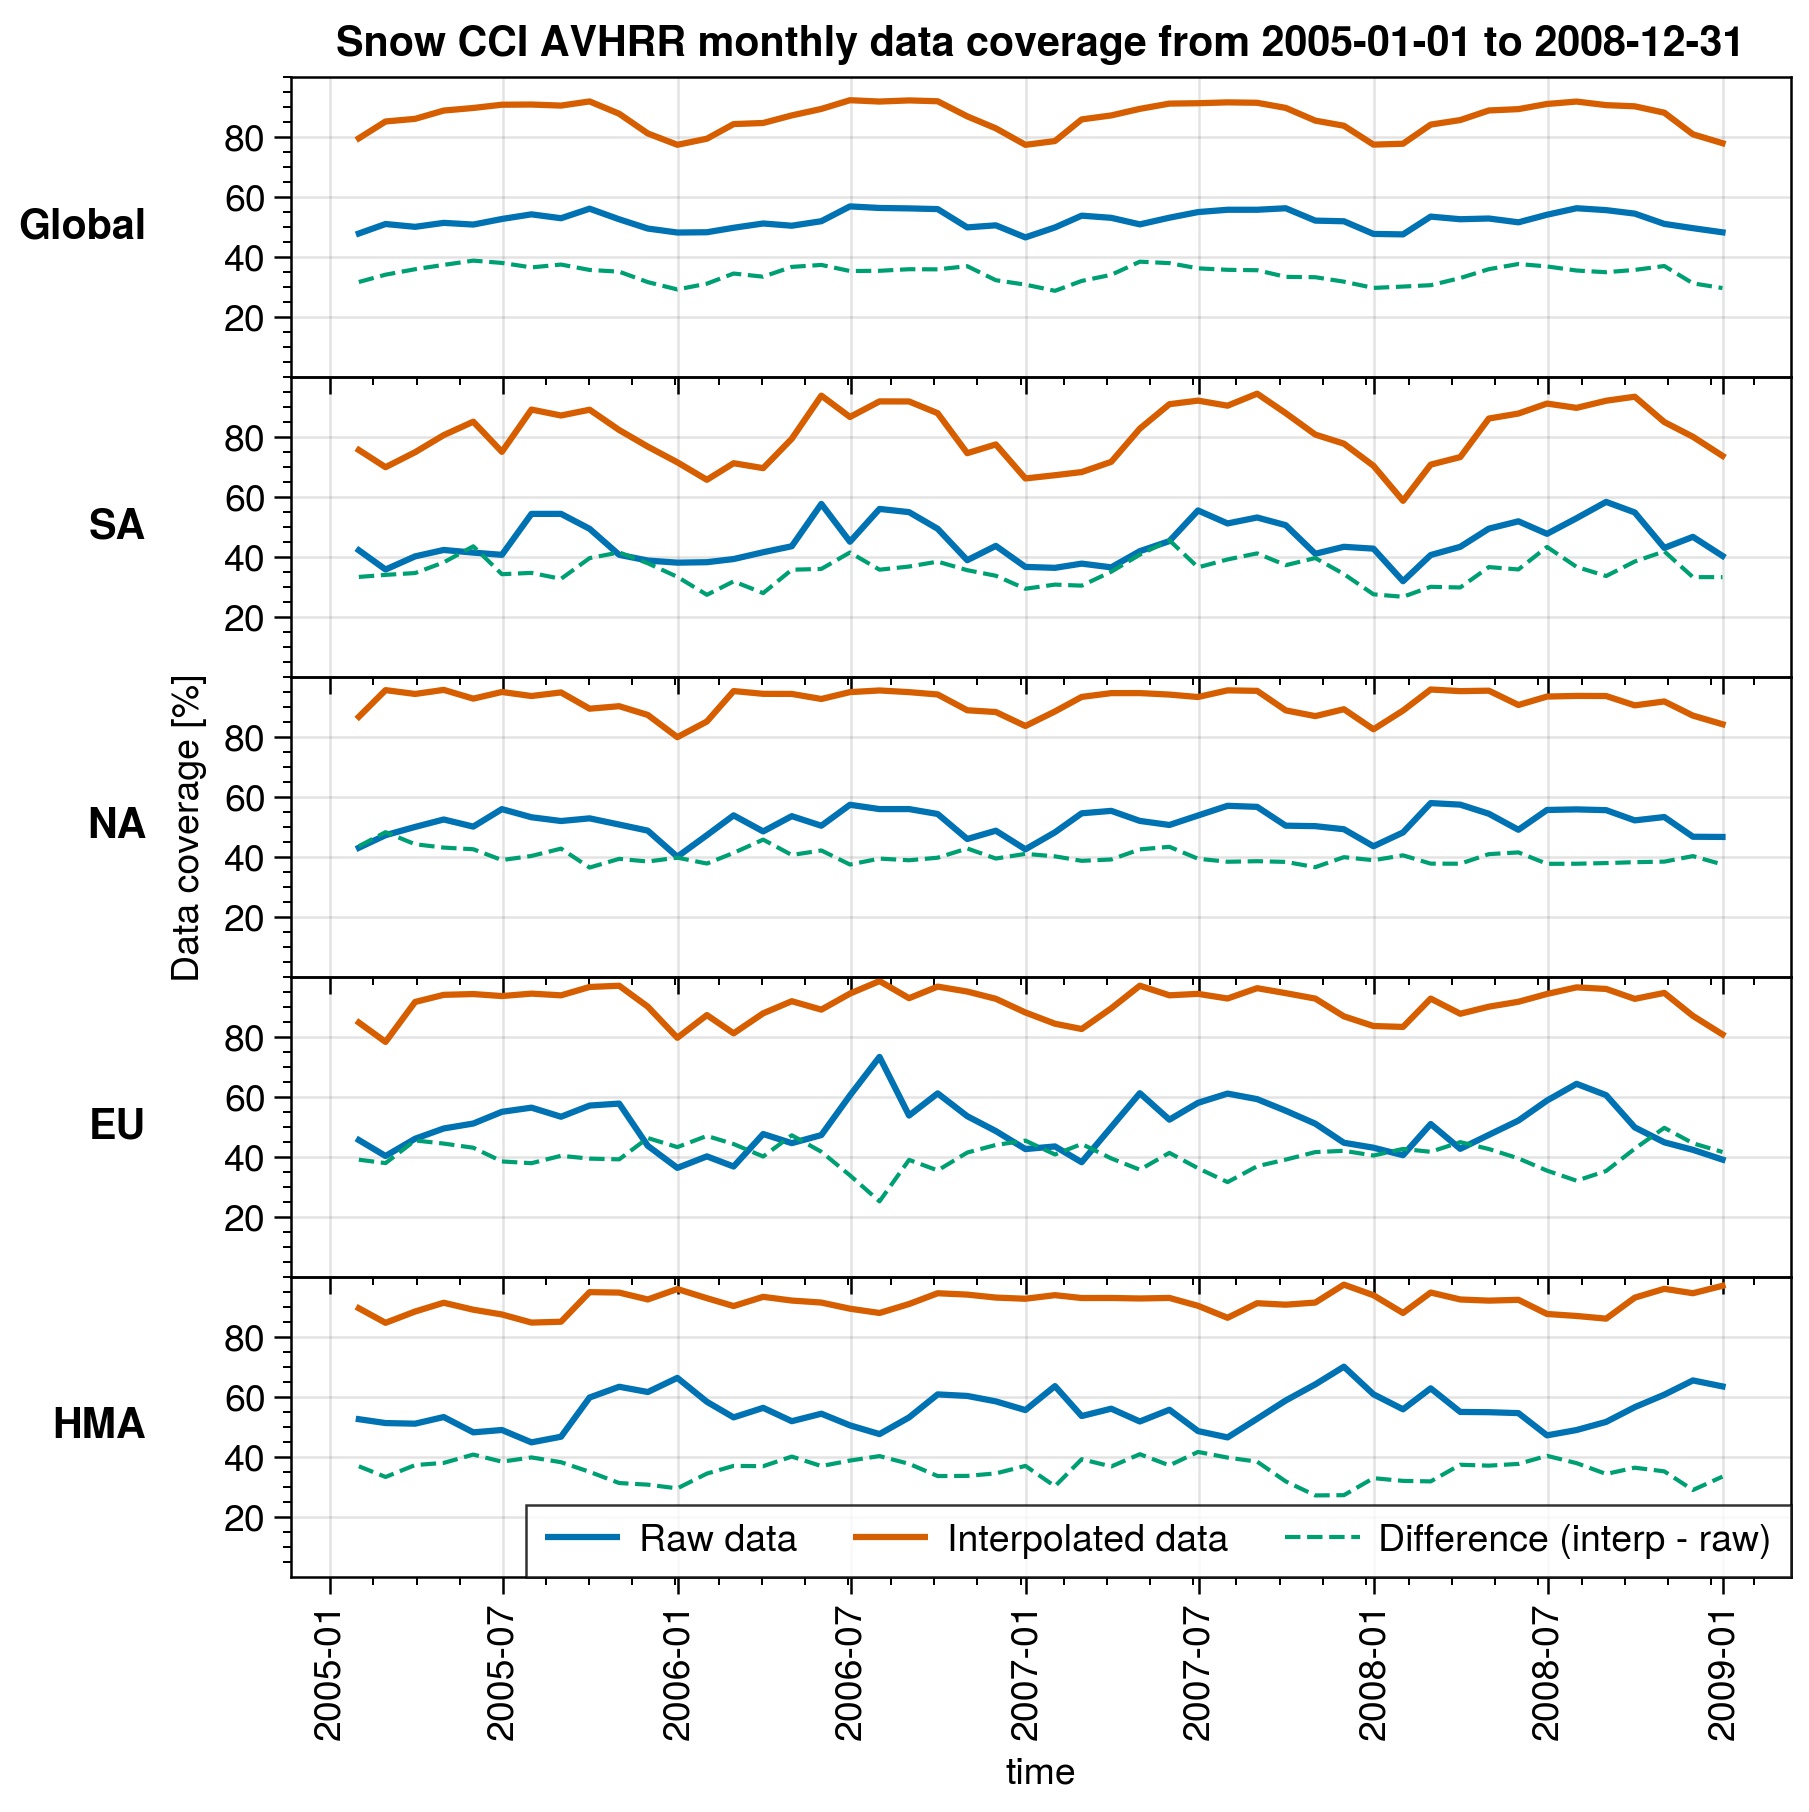 Snow CCI AVHRR monthly data coverage from 2005-01-01 to 2008-12-31
Global
80
60
40
20
SA
80
60
40
20
NA
80
60
40
20
Data coverage [%]
EU
80
60
40
20
HMA
80
60
40
20
Raw data Interpolated data Difference (interp - raw)
2005-01 2005-07 2006-01 2006-07 2007-01 2007-07 2008-01 2008-07 2009-01
time